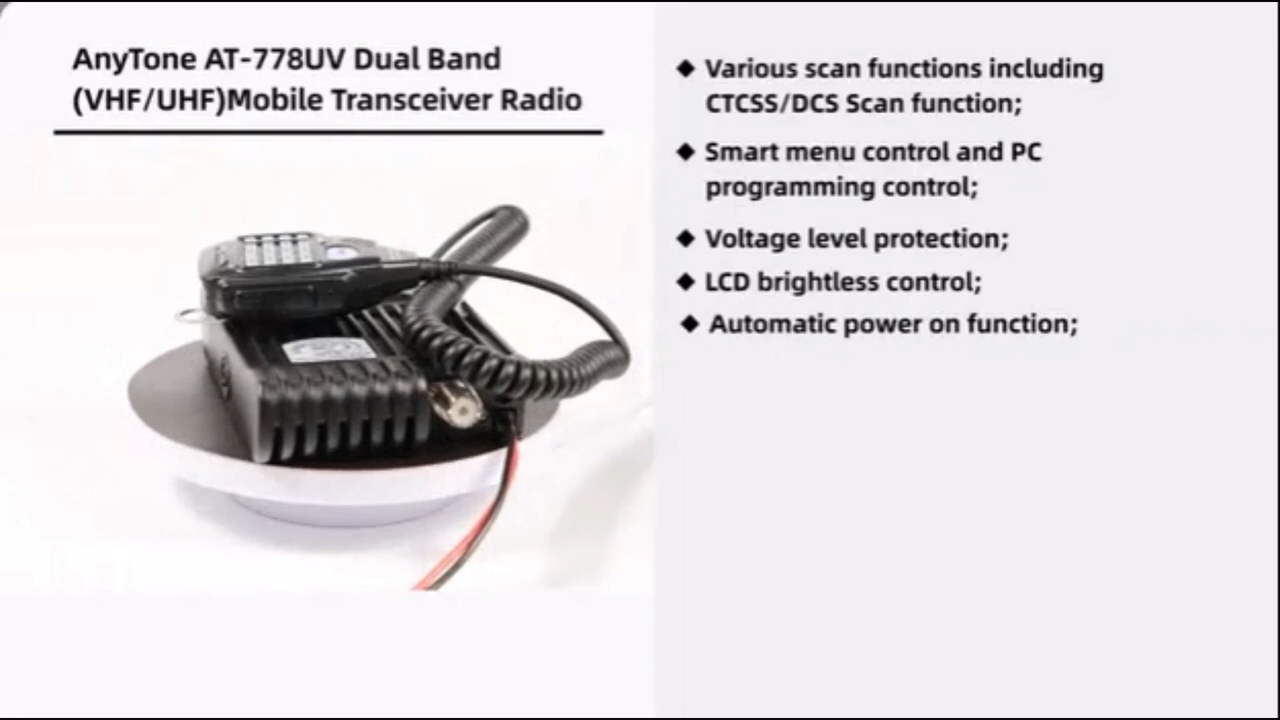 AnyTone AT-778UV Dual Band
(VHF/UHF)Mobile Transceiver Radio
◆ Various scan functions including
CTCSS/DCS Scan function;
◆ Smart menu control and PC
programming control;
◆ Voltage level protection;
◆ LCD brightless control;
◆ Automatic power on function;